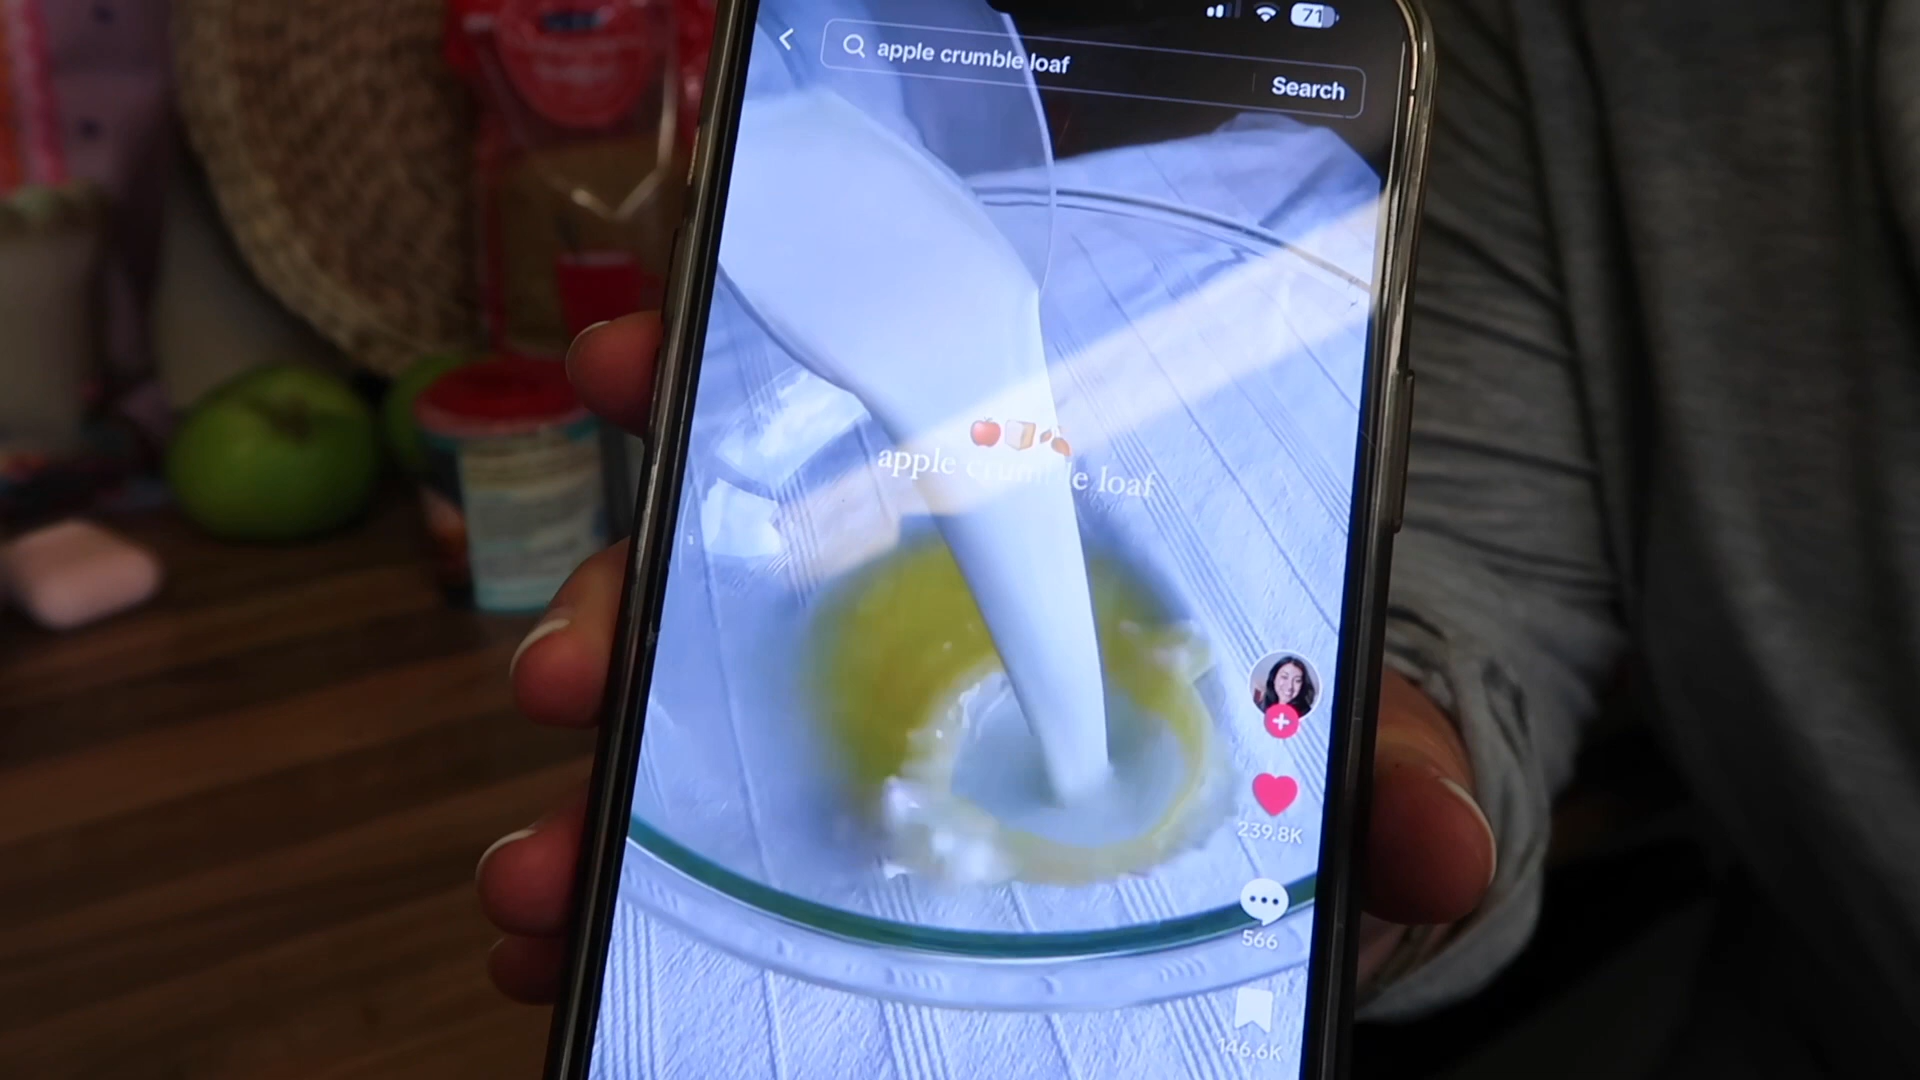 71
apple crumble loaf
Search
apple crumble loaf
239.8K
566
146.6K